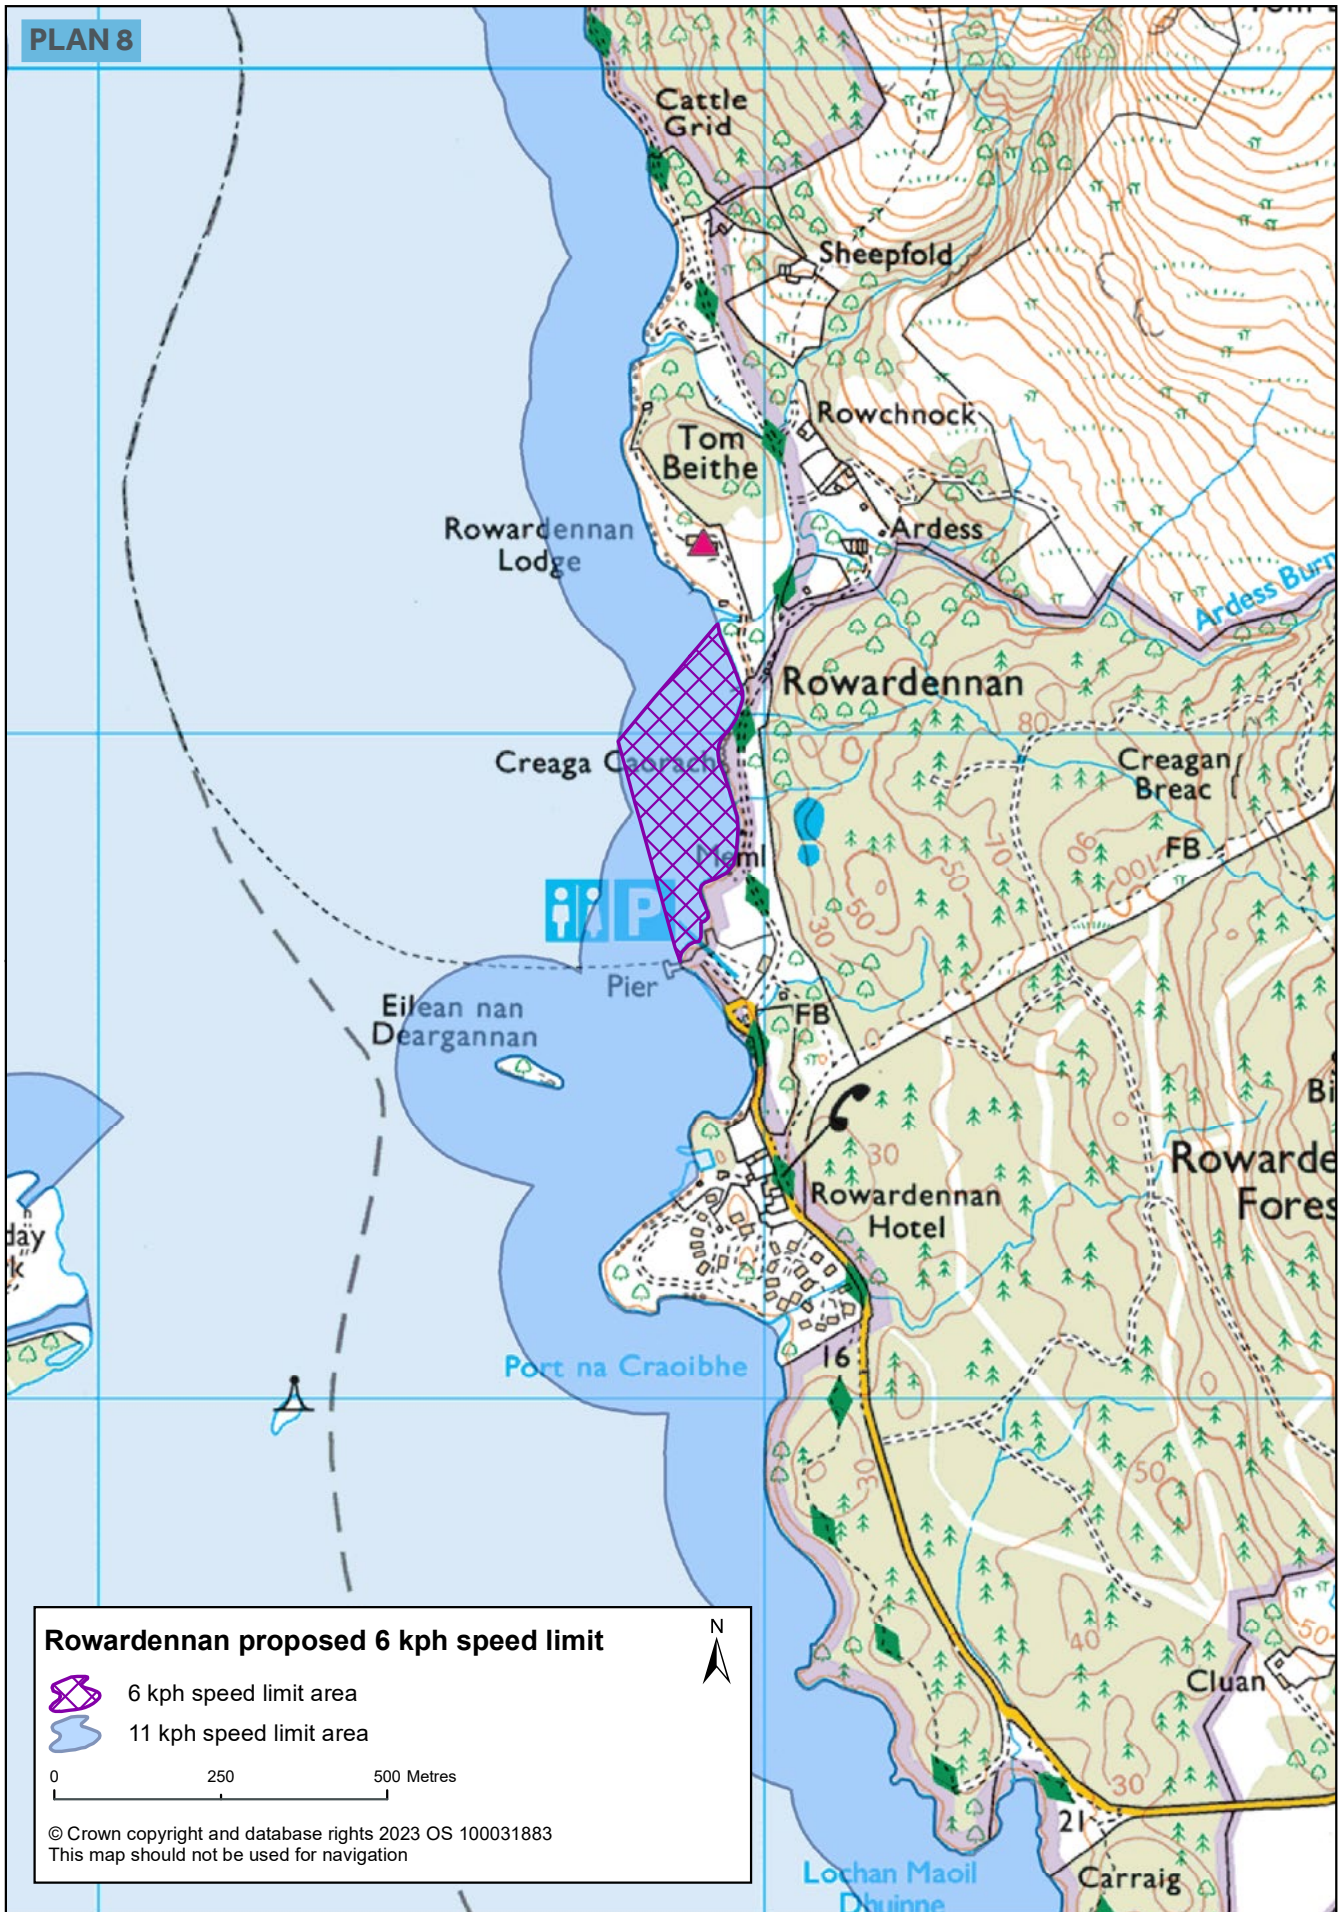 PLAN 8
Cattle
Grid
Sheepfold
Rowchnock
Tom
Beithe
Rowardennan
Lodge
Ardess
Ardess Burn
Rowardennan
80
Creaga Caorach
Creagan
Breac
FB
70
90
100
50
50
30
Meml
P
Pier
Eilean nan
Deargannan
FB
30
Rowardennan
Hotel
Port na Craoibhe
16
30
50
40
50
Cluan
30
21
Carraig
Lochan Maoil
Dhuinne
Rowardennan proposed 6 kph speed limit
N
6 kph speed limit area
11 kph speed limit area
0 250 500 Metres
© Crown copyright and database rights 2023 OS 100031883
This map should not be used for navigation